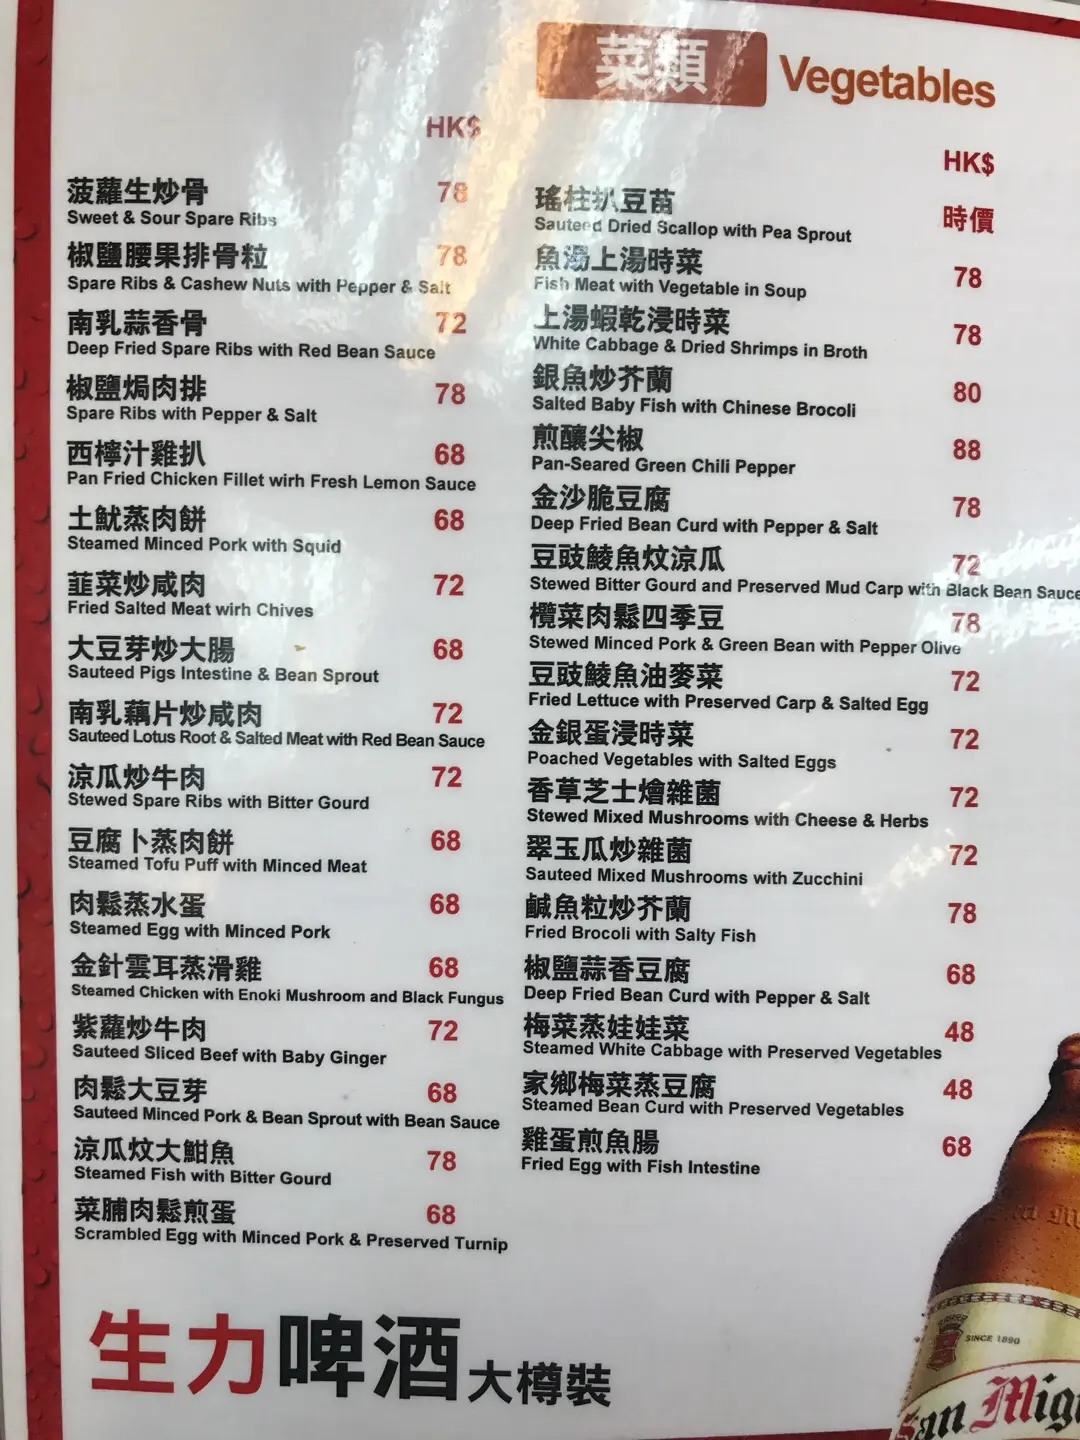 HK$
菠蘿生炒骨 78
Sweet & Sour Spare Ribs
椒鹽腰果排骨粒 78
Spare Ribs & Cashew Nuts with Pepper & Salt
南乳蒜香骨 72
Deep Fried Spare Ribs with Red Bean Sauce
椒鹽焗肉排 78
Spare Ribs with Pepper & Salt
西檸汁雞扒 68
Pan Fried Chicken Fillet wirh Fresh Lemon Sauce
土魷蒸肉餅 68
Steamed Minced Pork with Squid
韮菜炒咸肉 72
Fried Salted Meat wirh Chives
大豆芽炒大腸 68
Sauteed Pigs Intestine & Bean Sprout
南乳藕片炒咸肉 72
Sauteed Lotus Root & Salted Meat with Red Bean Sauce
涼瓜炒牛肉 72
Stewed Spare Ribs with Bitter Gourd
豆腐卜蒸肉餅 68
Steamed Tofu Puff with Minced Meat
肉鬆蒸水蛋 68
Steamed Egg with Minced Pork
金針雲耳蒸滑雞 68
Steamed Chicken with Enoki Mushroom and Black Fungus
紫蘿炒牛肉 72
Sauteed Sliced Beef with Baby Ginger
肉鬆大豆芽 68
Sauteed Minced Pork & Bean Sprout with Bean Sauce
涼瓜炆大魽魚 78
Steamed Fish with Bitter Gourd
菜脯肉鬆煎蛋 68
Scrambled Egg with Minced Pork & Preserved Turnip
菜類 Vegetables
HK$
瑤柱扒豆苗 時價
Sauteed Dried Scallop with Pea Sprout
魚湯上湯時菜 78
Fish Meat with Vegetable in Soup
上湯蝦乾浸時菜 78
White Cabbage & Dried Shrimps in Broth
銀魚炒芥蘭 80
Salted Baby Fish with Chinese Brocoli
煎釀尖椒 88
Pan-Seared Green Chili Pepper
金沙脆豆腐 78
Deep Fried Bean Curd with Pepper & Salt
豆豉鯪魚炆涼瓜 72
Stewed Bitter Gourd and Preserved Mud Carp with Black Bean Sauce
欖菜肉鬆四季豆 78
Stewed Minced Pork & Green Bean with Pepper Olive
豆豉鯪魚油麥菜 72
Fried Lettuce with Preserved Carp & Salted Egg
金銀蛋浸時菜 72
Poached Vegetables with Salted Eggs
香草芝士燴雜菌 72
Stewed Mixed Mushrooms with Cheese & Herbs
翠玉瓜炒雜菌 72
Sauteed Mixed Mushrooms with Zucchini
鹹魚粒炒芥蘭 78
Fried Brocoli with Salty Fish
椒鹽蒜香豆腐 68
Deep Fried Bean Curd with Pepper & Salt
梅菜蒸娃娃菜 48
Steamed White Cabbage with Preserved Vegetables
家鄉梅菜蒸豆腐 48
Steamed Bean Curd with Preserved Vegetables
雞蛋煎魚腸 68
Fried Egg with Fish Intestine
生力啤酒大樽裝
SINCE 1890
San Mig